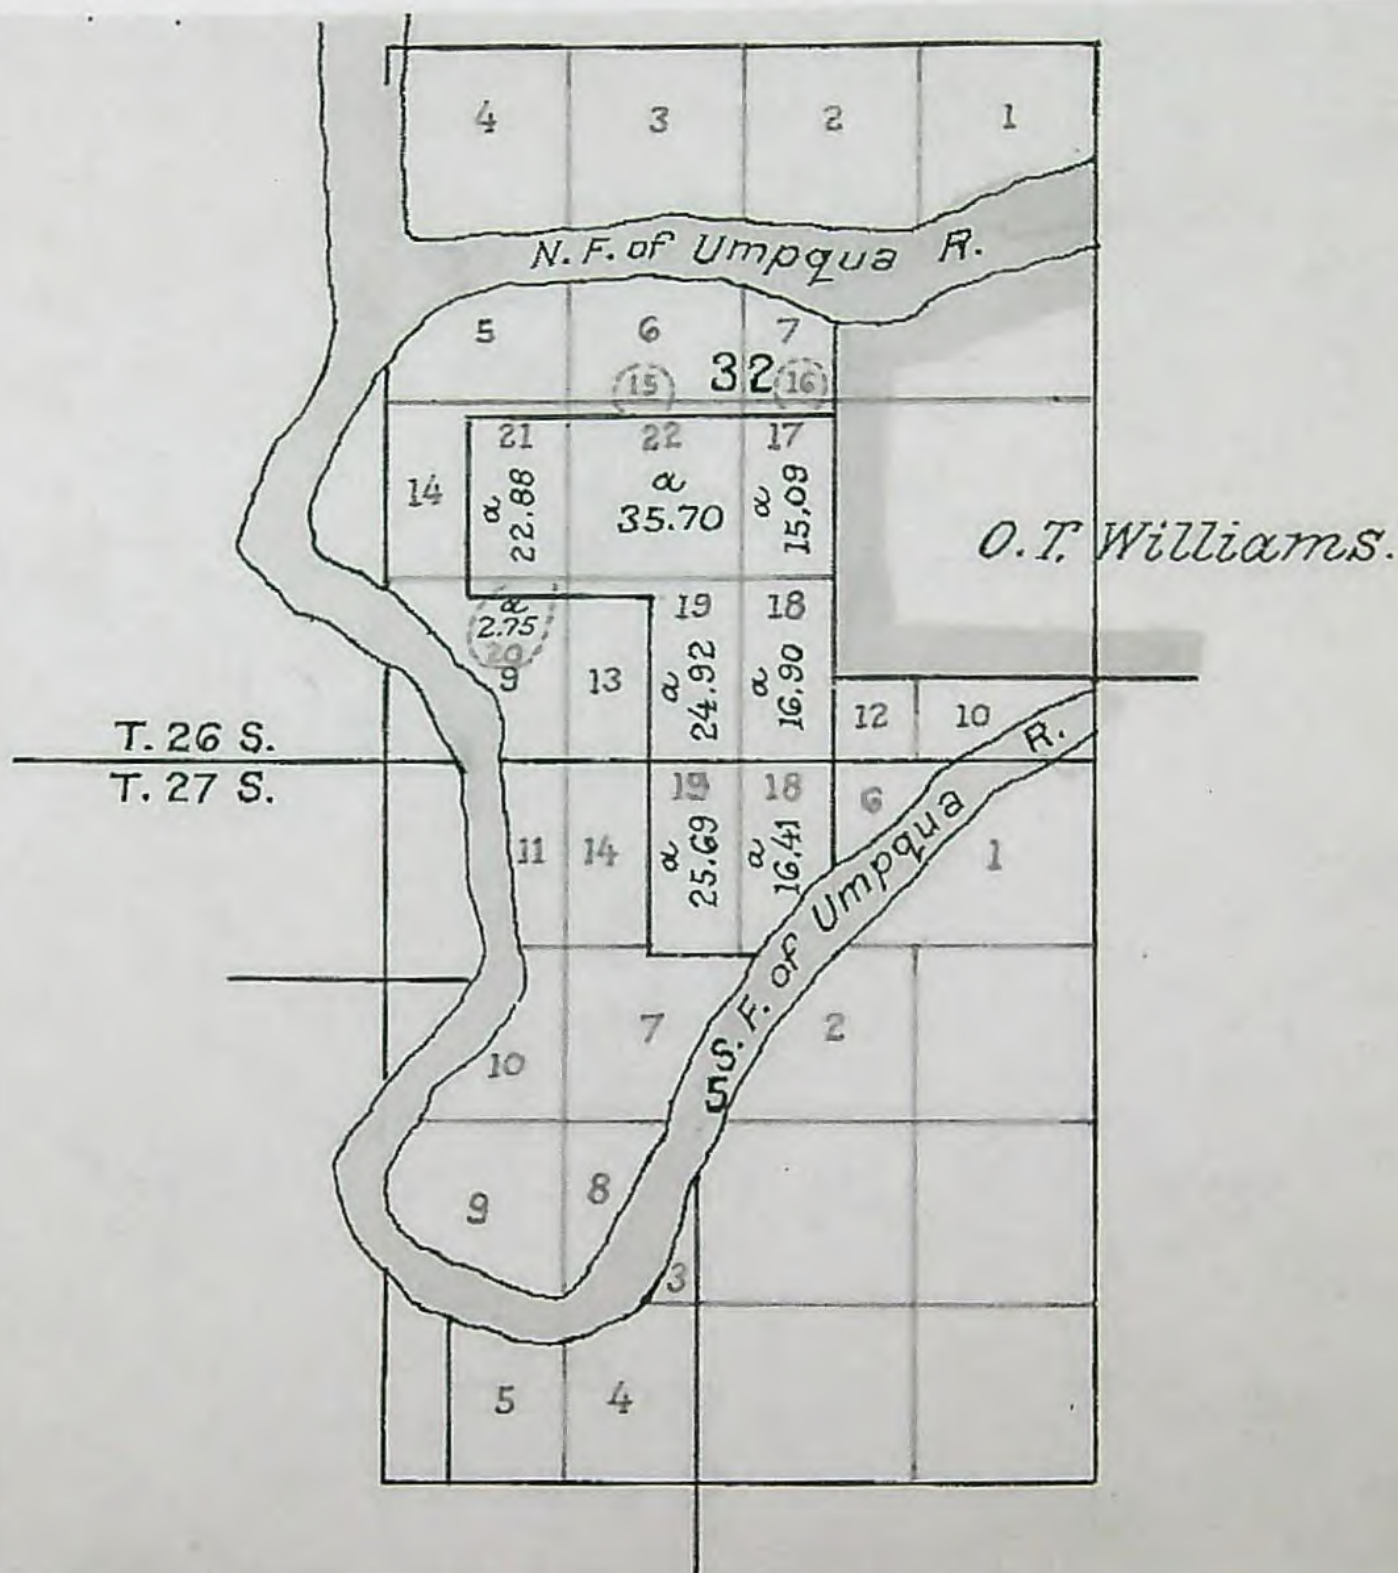 4 3 2 1
N. F. of Umpqua R.
5 6 7
15 32 16
21 22 17
14
a 22.88
a 35.70
a 15.09
O. T. Williams.
a
2.75
20
9
13
19 18
a 24.92
a 16.90
12 10
T. 26 S.
T. 27 S.
19 18
6
11 14
a 25.69
a 16.41
1
S. F. of Umpqua R.
7 2
10
5
9 8
3
5 4